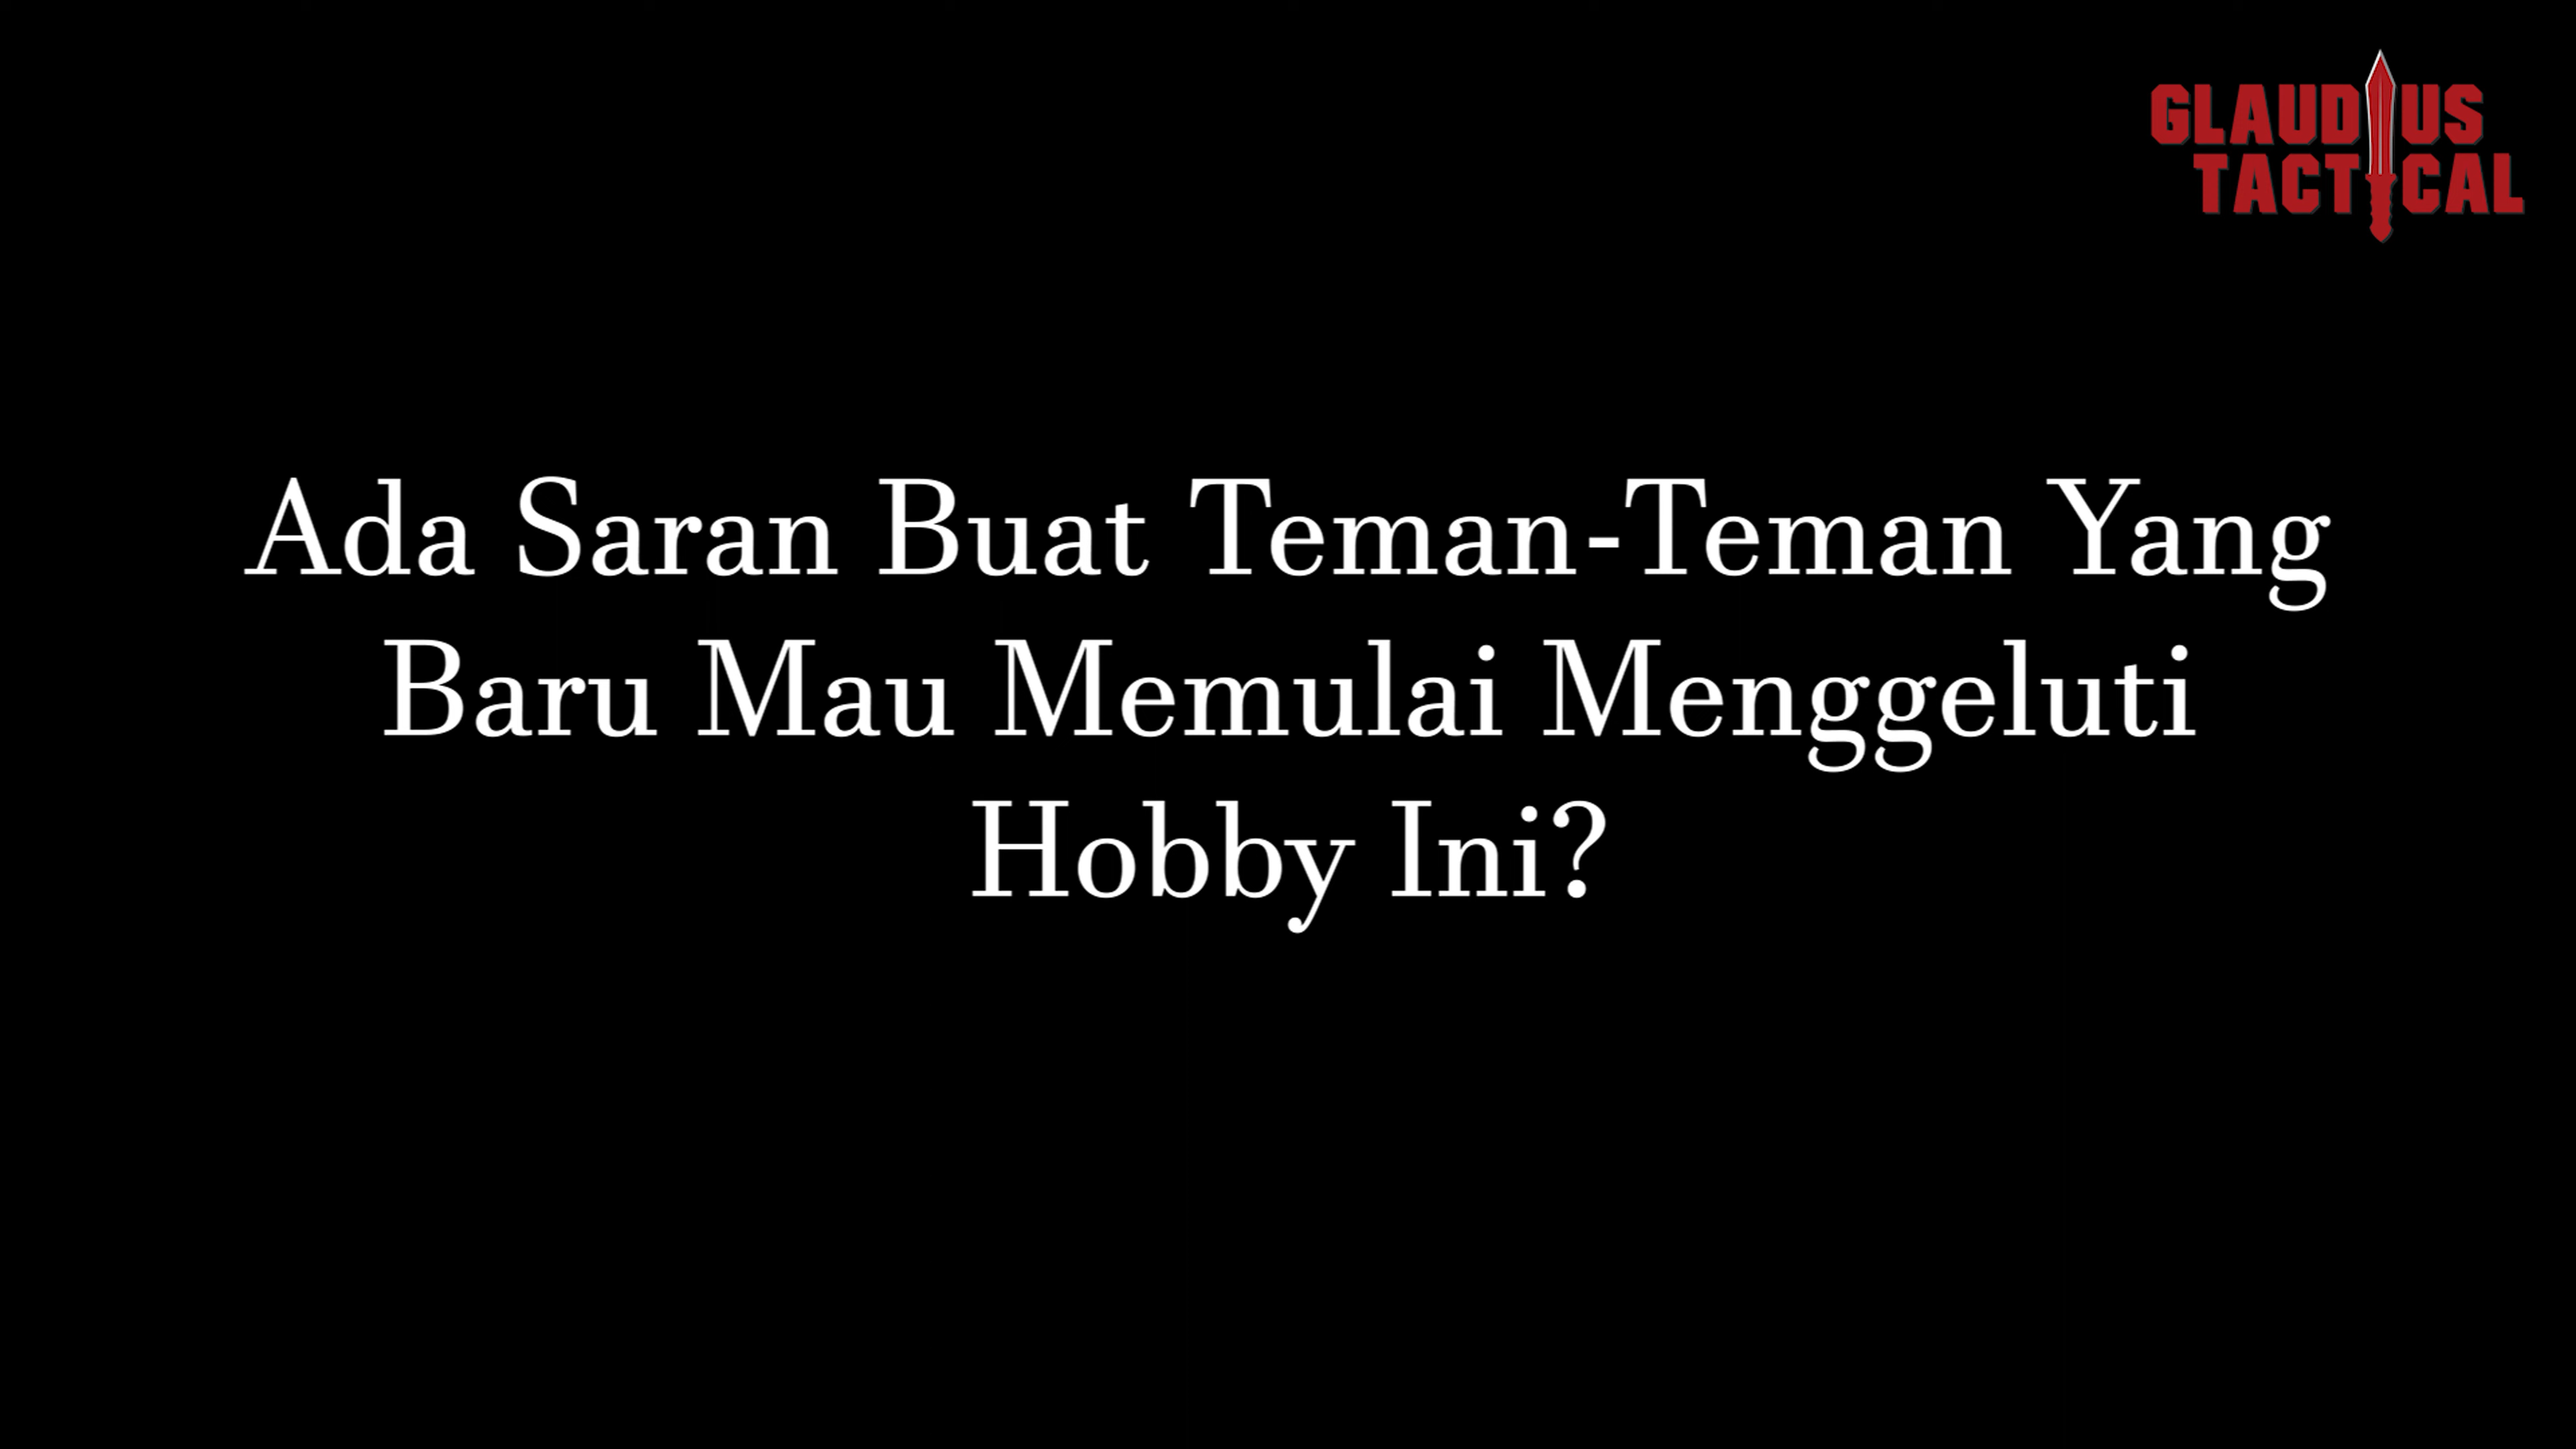 GLAUDIUS
TACTICAL
Ada Saran Buat Teman-Teman Yang
Baru Mau Memulai Menggeluti
Hobby Ini?